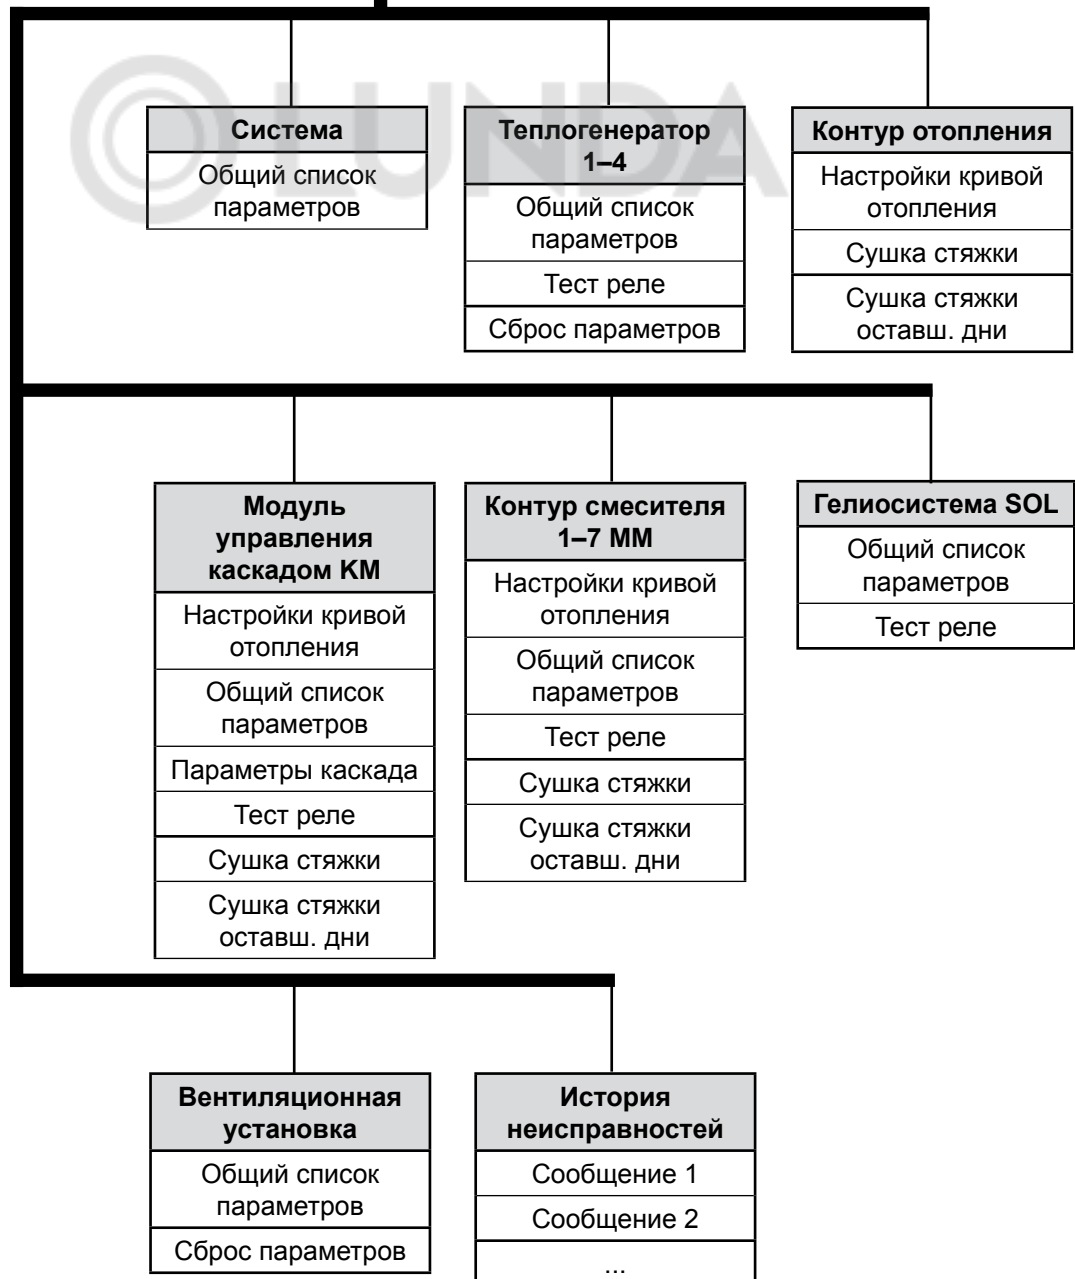 LUNDA
Система
Общий список
параметров
Теплогенератор
1–4
Общий список
параметров
Тест реле
Сброс параметров
Контур отопления
Настройки кривой
отопления
Сушка стяжки
Сушка стяжки
оставш. дни
Модуль
управления
каскадом KM
Настройки кривой
отопления
Общий список
параметров
Параметры каскада
Тест реле
Сушка стяжки
Сушка стяжки
оставш. дни
Контур смесителя
1–7 MM
Настройки кривой
отопления
Общий список
параметров
Тест реле
Сушка стяжки
Сушка стяжки
оставш. дни
Гелиосистема SOL
Общий список
параметров
Тест реле
Вентиляционная
установка
Общий список
параметров
Сброс параметров
История
неисправностей
Сообщение 1
Сообщение 2
...